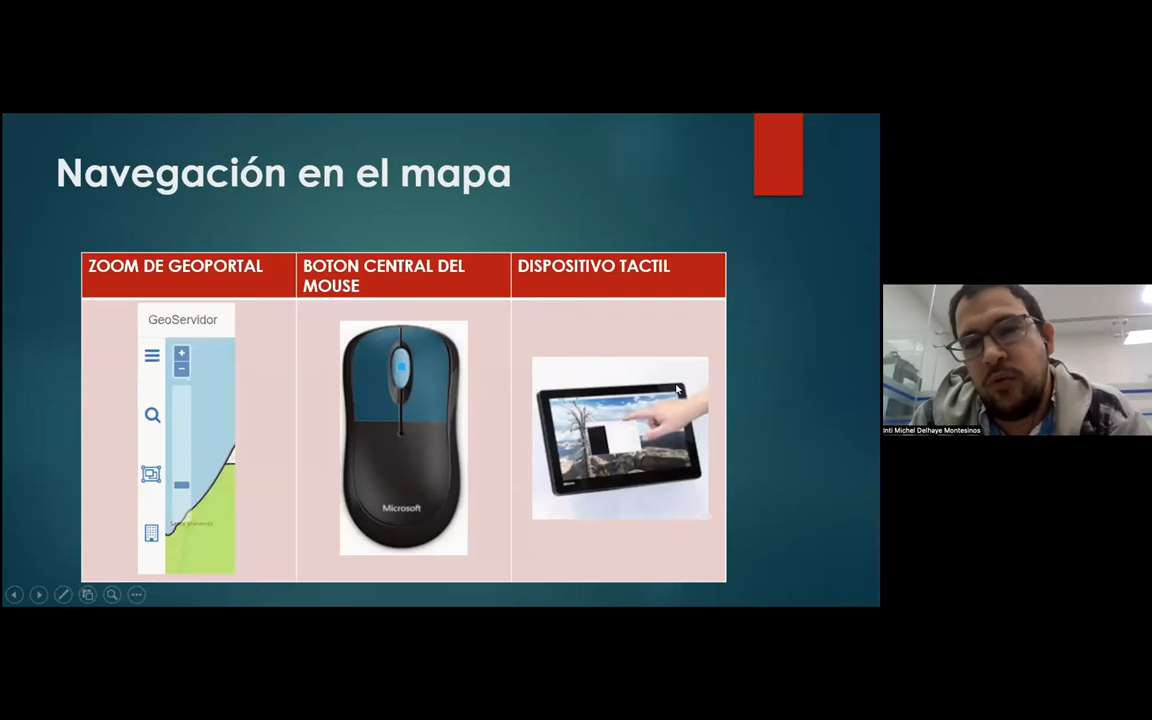 Navegación en el mapa
ZOOM DE GEOPORTAL
BOTON CENTRAL DEL
MOUSE
DISPOSITIVO TACTIL
GeoServidor
Microsoft
Inti Michel Delhaye Montesinos